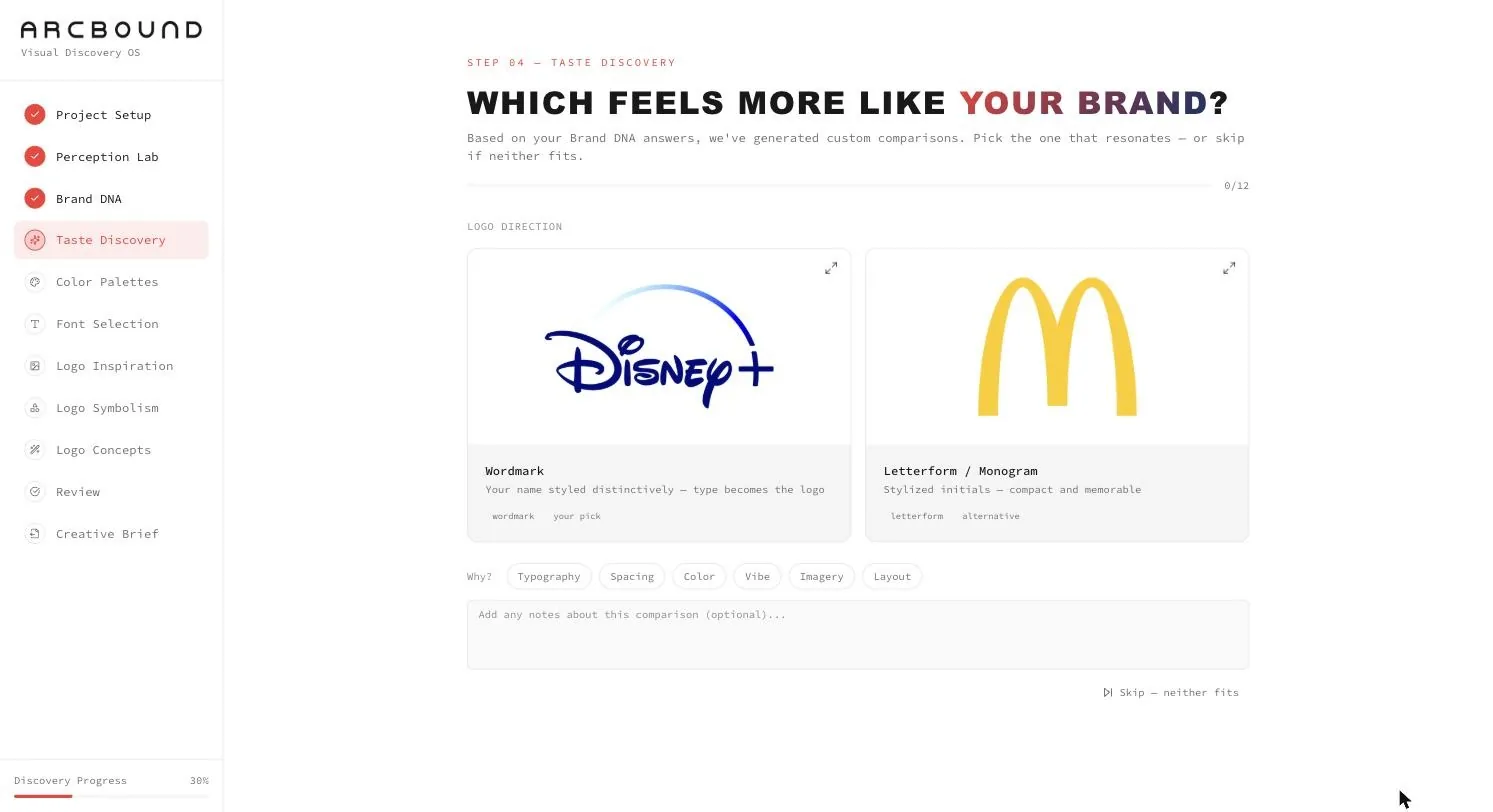 ARCBOUND
Visual Discovery OS
Project Setup
Perception Lab
Brand DNA
Taste Discovery
Color Palettes
Font Selection
Logo Inspiration
Logo Symbolism
Logo Concepts
Review
Creative Brief
Discovery Progress 30%
STEP 04 — TASTE DISCOVERY
WHICH FEELS MORE LIKE YOUR BRAND?
Based on your Brand DNA answers, we've generated custom comparisons. Pick the one that resonates — or skip
if neither fits.
0/12
LOGO DIRECTION
Disney+
Wordmark
Your name styled distinctively — type becomes the logo
wordmark your pick
M
Letterform / Monogram
Stylized initials — compact and memorable
letterform alternative
Why? Typography Spacing Color Vibe Imagery Layout
Add any notes about this comparison (optional)...
Skip — neither fits